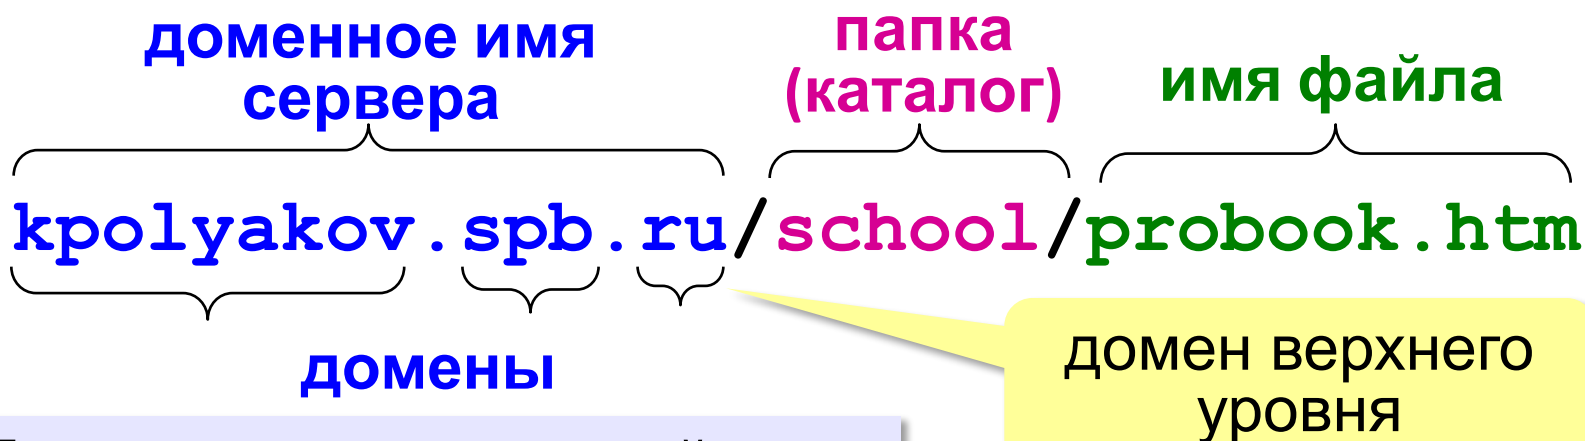 доменное имя
сервера
папка
(каталог)
имя файла
kpolyakov.spb.ru/school/probook.htm
домены
домен верхнего
уровня